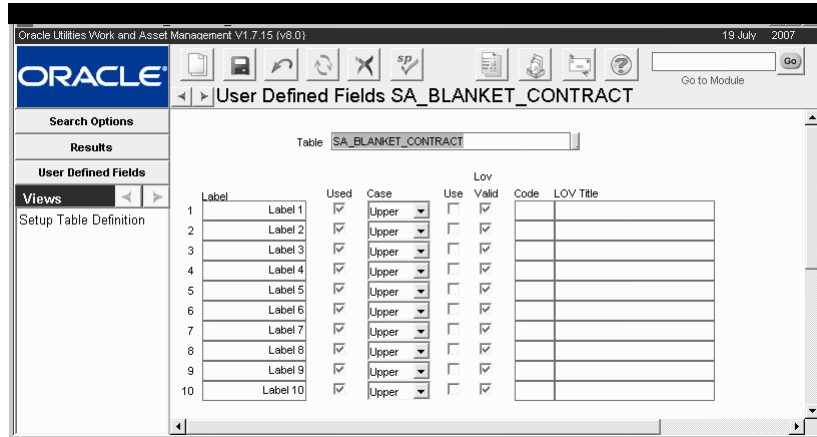 Oracle Utilities Work and Asset Management V1.7.15 {v8.0} 19 July 2007
ORACLE
sp
Go
Go to Module
User Defined Fields SA_BLANKET_CONTRACT
Search Options
Results
User Defined Fields
Views
Setup Table Definition
Table SA_BLANKET_CONTRACT
Lov
Label Used Case Use Valid Code LOV Title
1 Label 1 Upper
2 Label 2 Upper
3 Label 3 Upper
4 Label 4 Upper
5 Label 5 Upper
6 Label 6 Upper
7 Label 7 Upper
8 Label 8 Upper
9 Label 9 Upper
10 Label 10 Upper